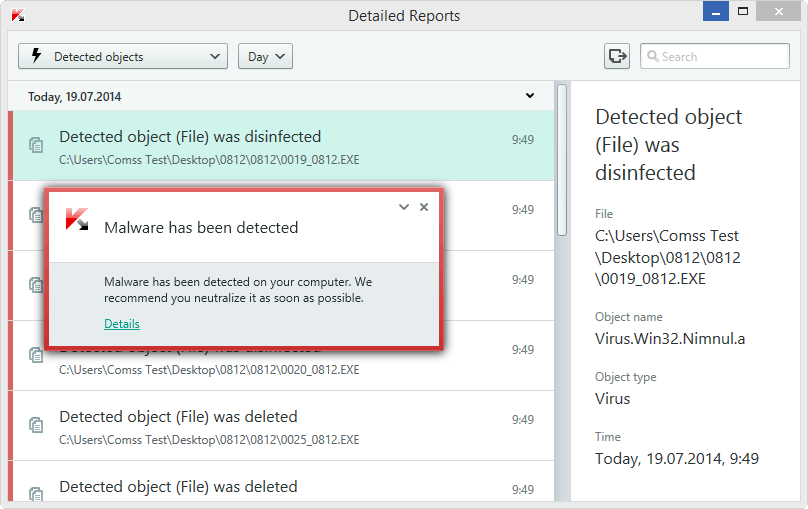 Detailed Reports
Detected objects
Day
Search
Today, 19.07.2014
Detected object (File) was disinfected
9:49
C:\Users\Comss Test\Desktop\0812\0812\0019_0812.EXE
9:49
Malware has been detected
9:49
Malware has been detected on your computer. We
recommend you neutralize it as soon as possible.
Details
Detected object (File) was disinfected
9:49
C:\Users\Comss Test\Desktop\0812\0812\0020_0812.EXE
Detected object (File) was deleted
9:49
C:\Users\Comss Test\Desktop\0812\0812\0025_0812.EXE
Detected object (File) was deleted
9:49
Detected object
(File) was
disinfected
File
C:\Users\Comss Test
\Desktop\0812\0812
\0019_0812.EXE
Object name
Virus.Win32.Nimnul.a
Object type
Virus
Time
Today, 19.07.2014, 9:49